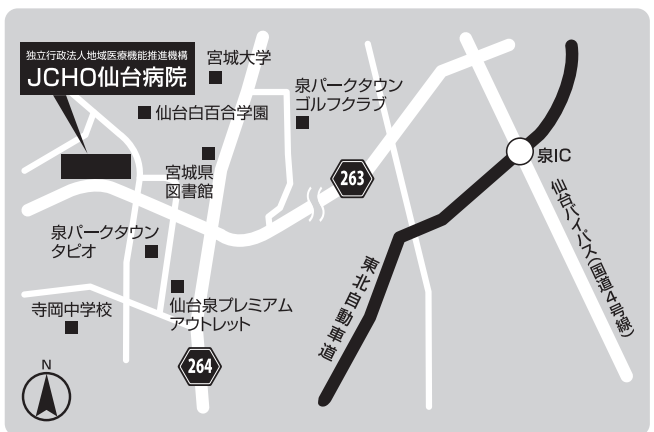 独立行政法人地域医療機能推進機構
JCHO仙台病院
宮城大学
泉パークタウン
ゴルフクラブ
仙台白百合学園
宮城県
図書館
263
泉IC
仙台バイパス(国道4号線)
泉パークタウン
タピオ
東北自動車道
仙台泉プレミアム
アウトレット
寺岡中学校
264
N